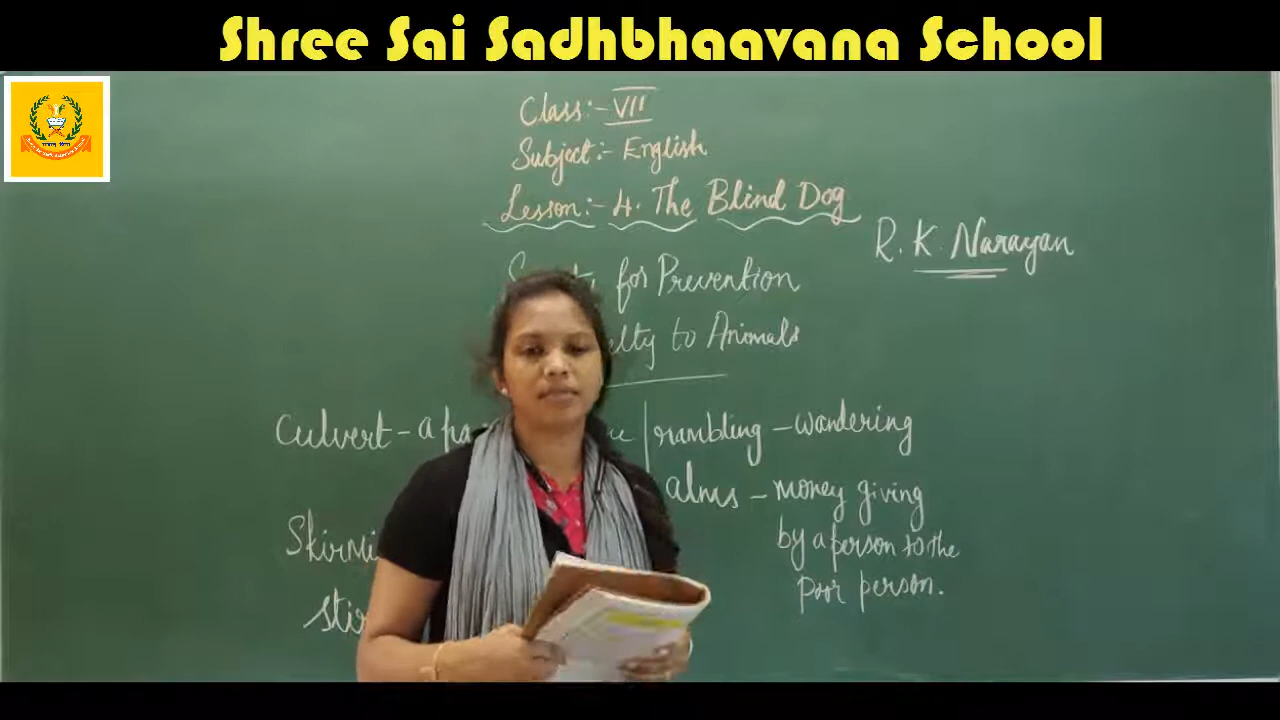 Shree Sai Sadhbhaavana School
Class:- VII
Subject:- English
Lesson:- 4. The Blind Dog
R. K. Narayan
for Prevention
to Animals
Culvert - a
rambling - wandering
alms - money giving
by a person to the
poor person.